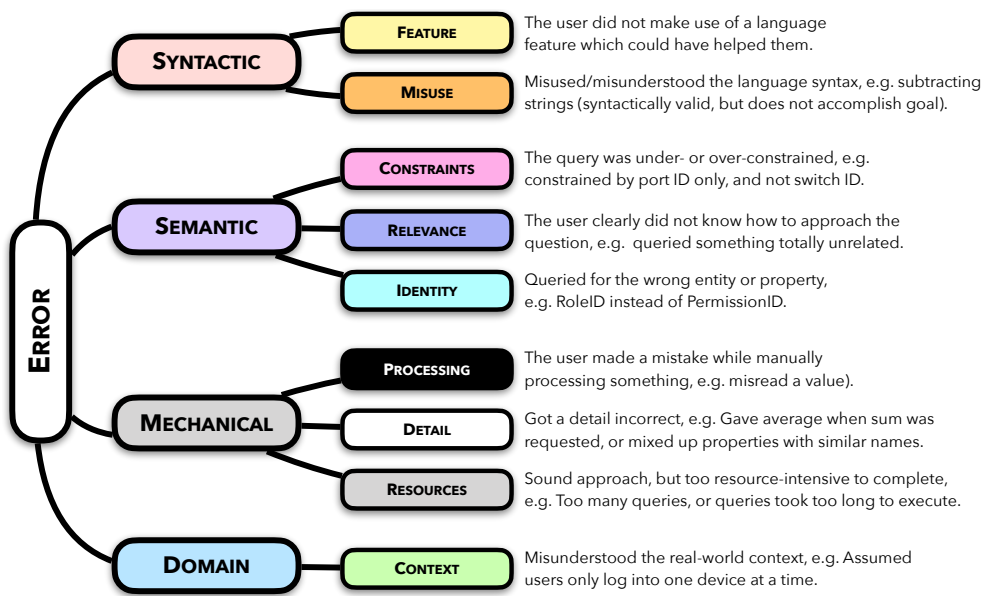 ERROR
SYNTACTIC
FEATURE
The user did not make use of a language
feature which could have helped them.
MISUSE
Misused/misunderstood the language syntax, e.g. subtracting
strings (syntactically valid, but does not accomplish goal).
SEMANTIC
CONSTRAINTS
The query was under- or over-constrained, e.g.
constrained by port ID only, and not switch ID.
RELEVANCE
The user clearly did not know how to approach the
question, e.g. queried something totally unrelated.
IDENTITY
Queried for the wrong entity or property,
e.g. RoleID instead of PermissionID.
MECHANICAL
PROCESSING
The user made a mistake while manually
processing something, e.g. misread a value).
DETAIL
Got a detail incorrect, e.g. Gave average when sum was
requested, or mixed up properties with similar names.
RESOURCES
Sound approach, but too resource-intensive to complete,
e.g. Too many queries, or queries took too long to execute.
DOMAIN
CONTEXT
Misunderstood the real-world context, e.g. Assumed
users only log into one device at a time.